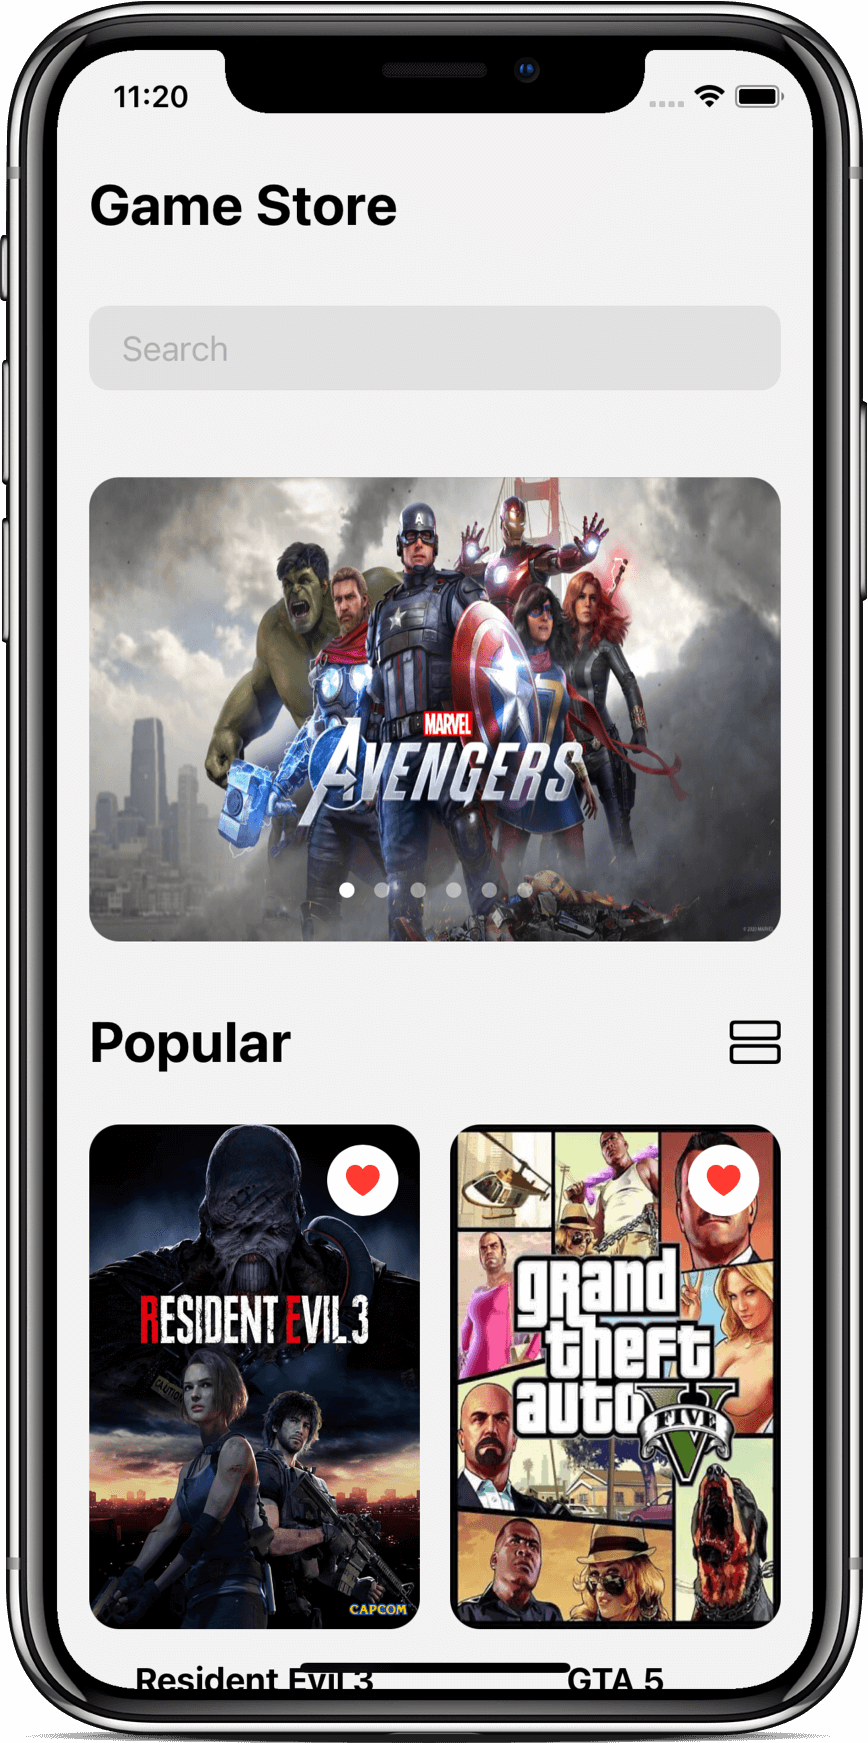 11:20
Game Store
Search
A
MARVEL
AVENGERS
Popular
RESIDENT EVIL 3
CAUTION
CAPCOM
grand
theft
auto V
FIVE
Resident Evil 3
GTA 5